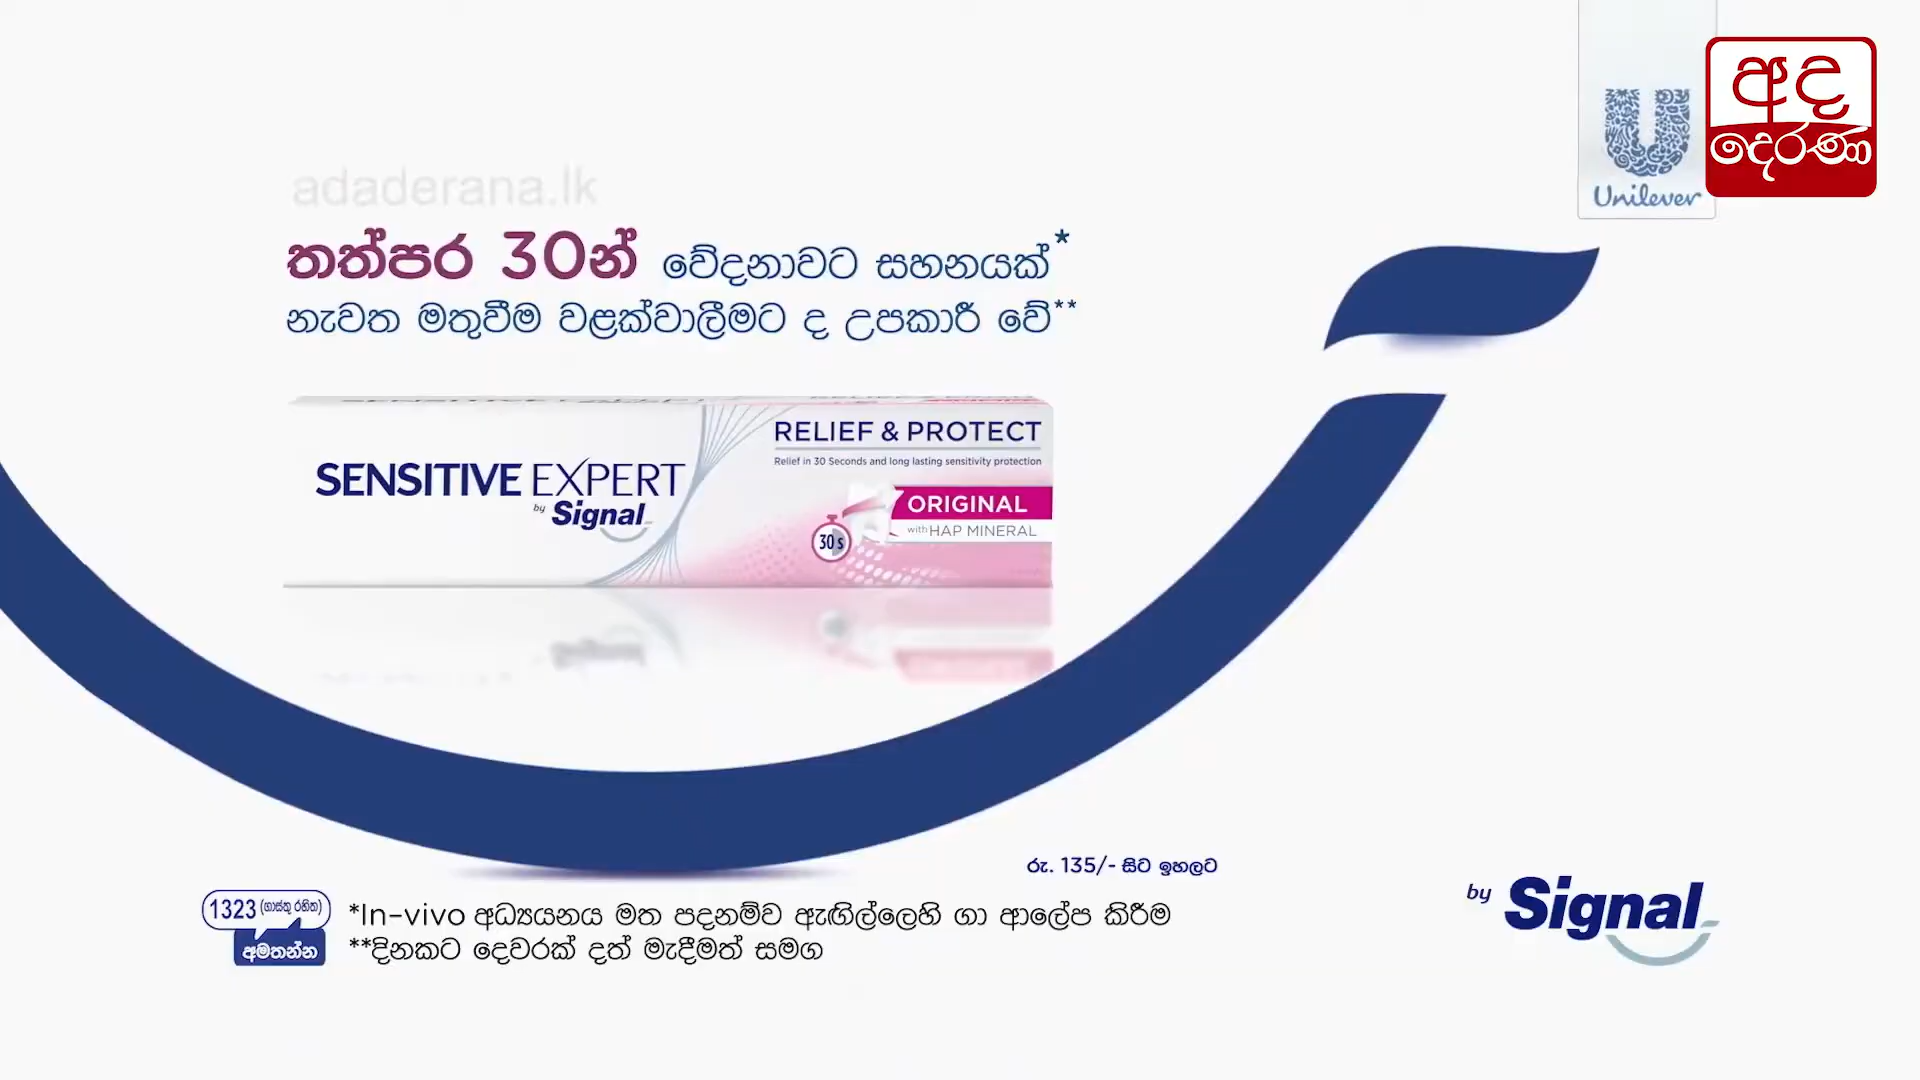 Unilever
අද
දෙරණ
adaderana.lk
තත්පර 30න් වේදනාවට සහනයක්*
නැවත මතුවීම වළක්වාලීමට ද උපකාරී වේ**
SENSITIVE EXPERT
by Signal
RELIEF & PROTECT
Relief in 30 Seconds and long lasting sensitivity protection
ORIGINAL
with HAP MINERAL
30 s
රු. 135/- සිට ඉහලට
1323 (ගාස්තු රහිත)
අමතන්න
*In-vivo අධ්‍යයනය මත පදනම්ව ඇඟිල්ලෙහි ගා ආලේප කිරීම
**දිනකට දෙවරක් දත් මැදීමත් සමග
by Signal